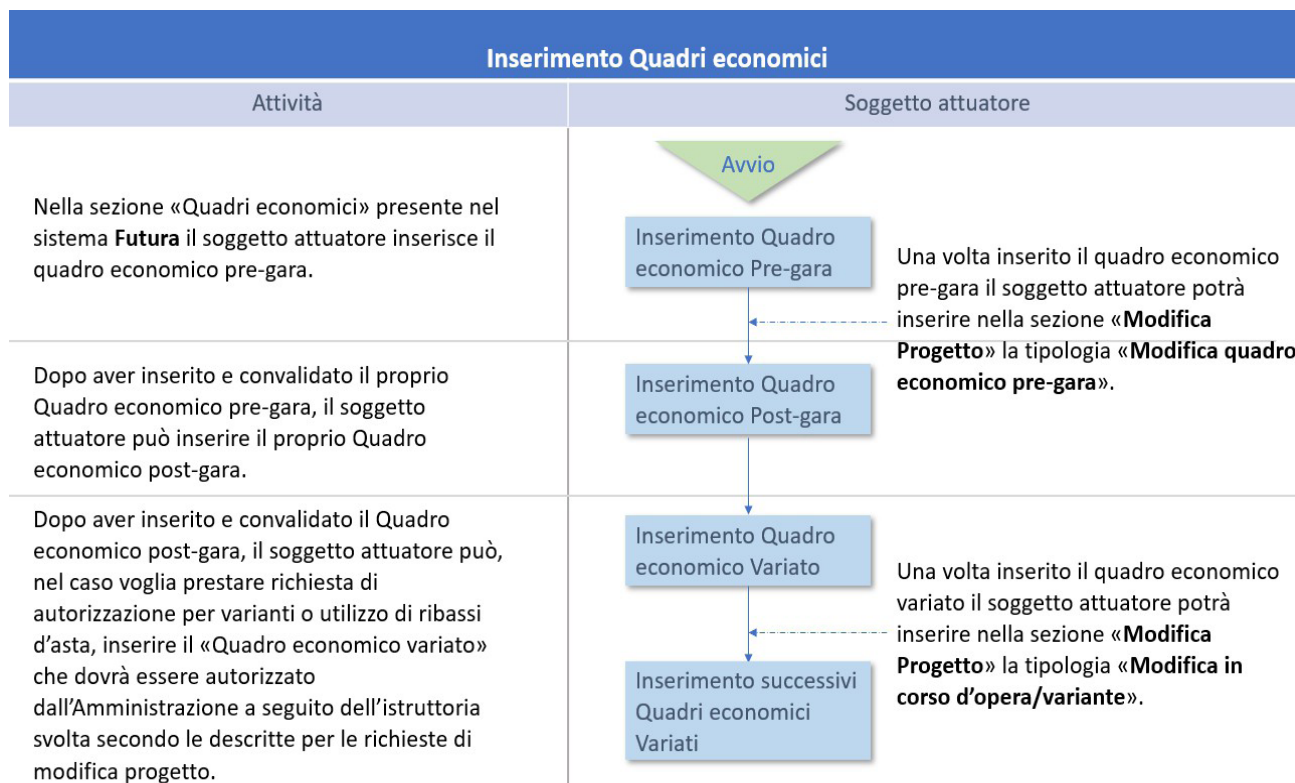 Inserimento Quadri economici
Attività
Soggetto attuatore
Nella sezione «Quadri economici» presente nel
sistema Futura il soggetto attuatore inserisce il
quadro economico pre-gara.
Avvio
Inserimento Quadro
economico Pre-gara
Una volta inserito il quadro economico
pre-gara il soggetto attuatore potrà
inserire nella sezione «Modifica
Progetto» la tipologia «Modifica quadro
economico pre-gara».
Dopo aver inserito e convalidato il proprio
Quadro economico pre-gara, il soggetto
attuatore può inserire il proprio Quadro
economico post-gara.
Inserimento Quadro
economico Post-gara
Dopo aver inserito e convalidato il Quadro
economico post-gara, il soggetto attuatore può,
nel caso voglia prestare richiesta di
autorizzazione per varianti o utilizzo di ribassi
d’asta, inserire il «Quadro economico variato»
che dovrà essere autorizzato
dall’Amministrazione a seguito dell’istruttoria
svolta secondo le descritte per le richieste di
modifica progetto.
Inserimento Quadro
economico Variato
Una volta inserito il quadro economico
variato il soggetto attuatore potrà
inserire nella sezione «Modifica
Progetto» la tipologia «Modifica in
corso d’opera/variante».
Inserimento successivi
Quadri economici
Variati